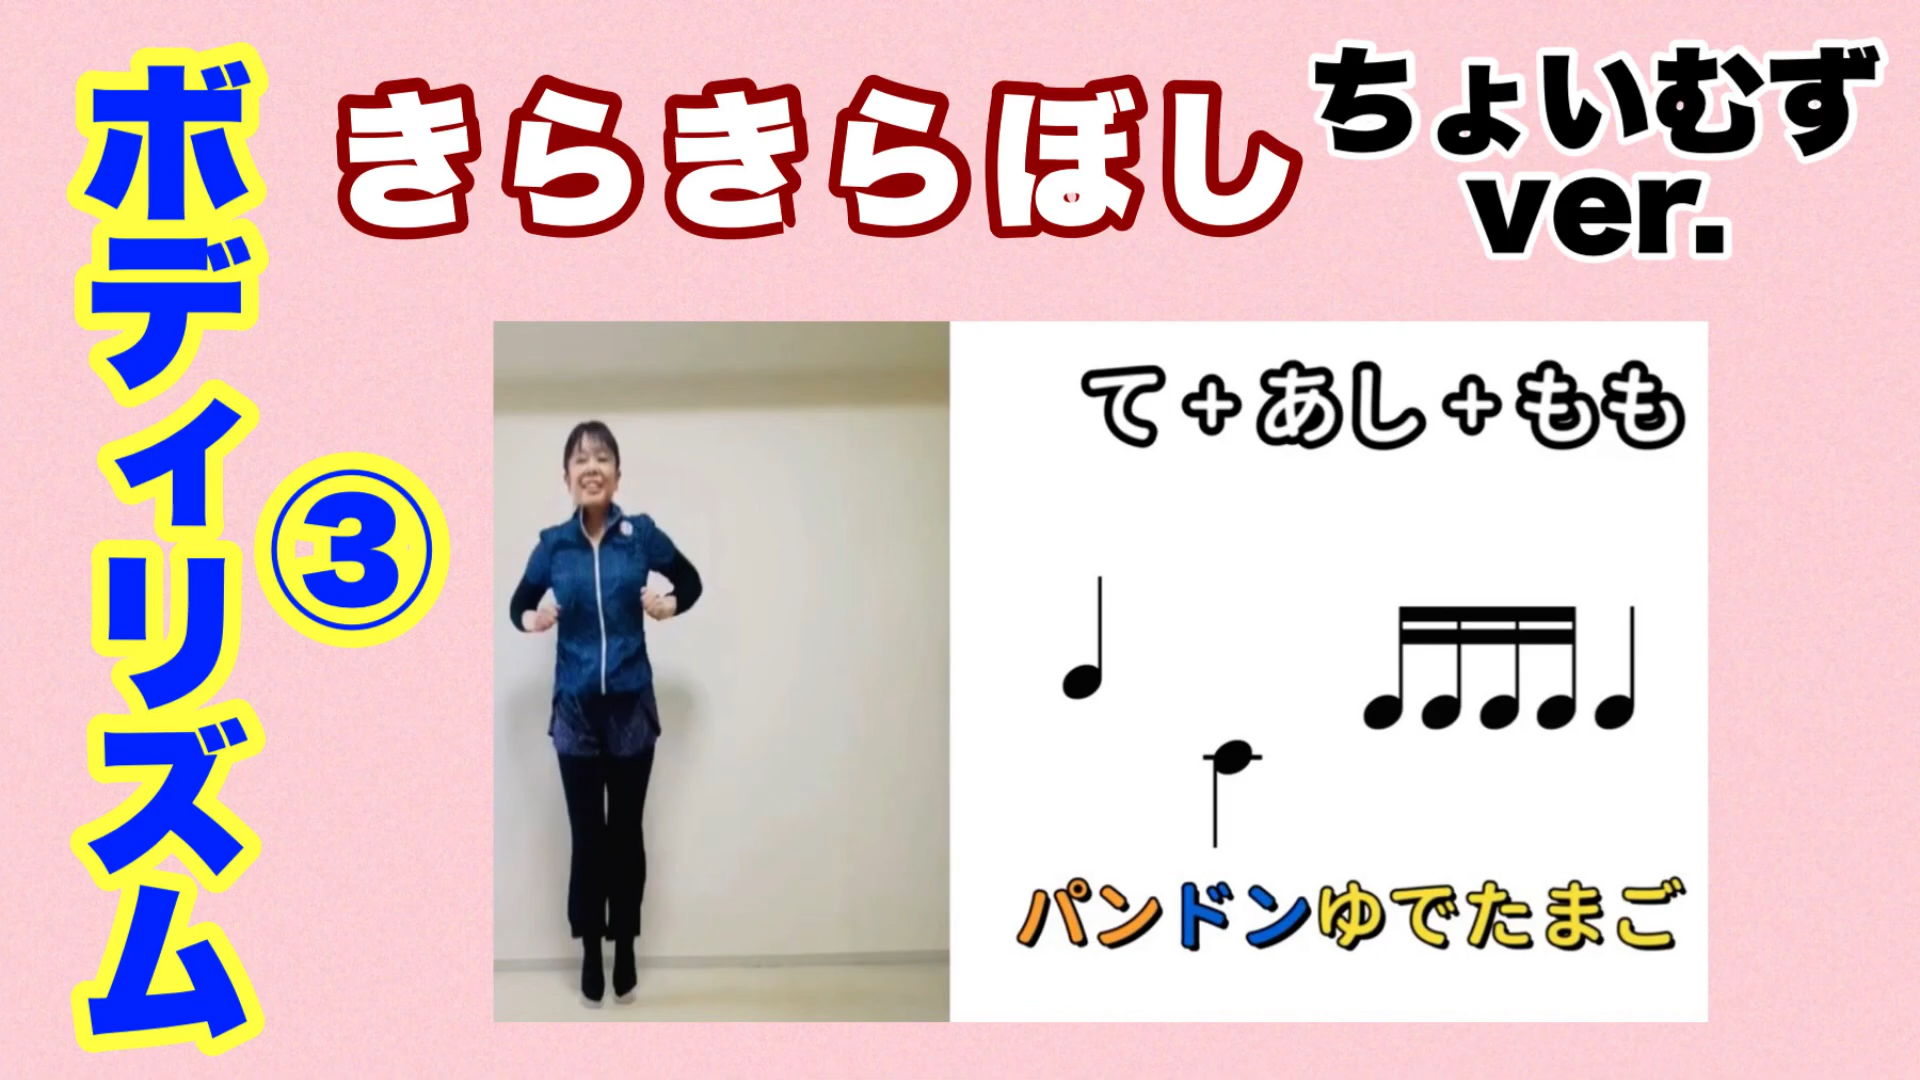 ボディリズム
③
きらきらぼし
ちょいむず
ver.
て+あし+もも
パンドンゆでたまご